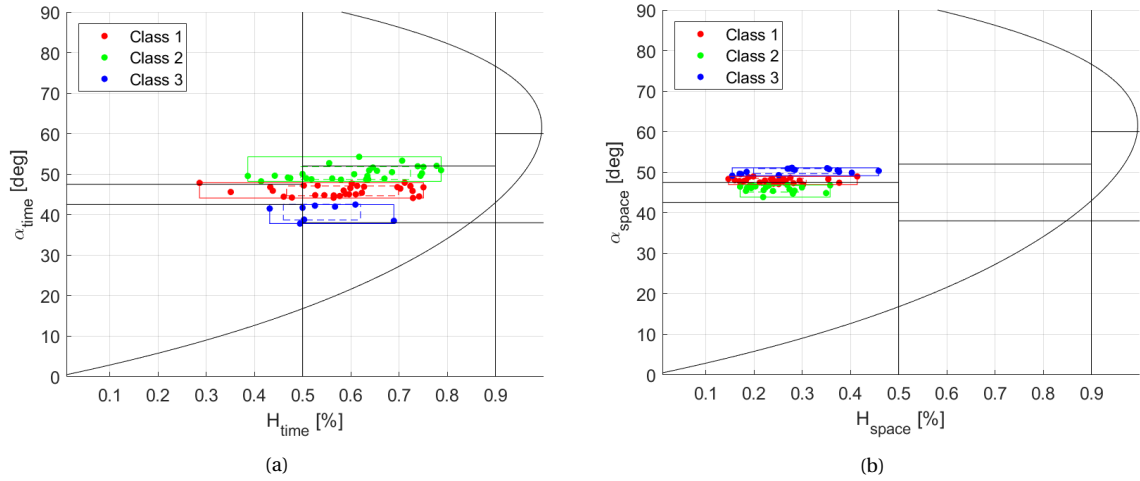 90
80
70
60
50
40
30
20
10
0
α_time [deg]
Class 1
Class 2
Class 3
0.1 0.2 0.3 0.4 0.5 0.6 0.7 0.8 0.9
H_time [%]
(a)
90
80
70
60
50
40
30
20
10
0
α_space [deg]
Class 1
Class 2
Class 3
0.1 0.2 0.3 0.4 0.5 0.6 0.7 0.8 0.9
H_space [%]
(b)